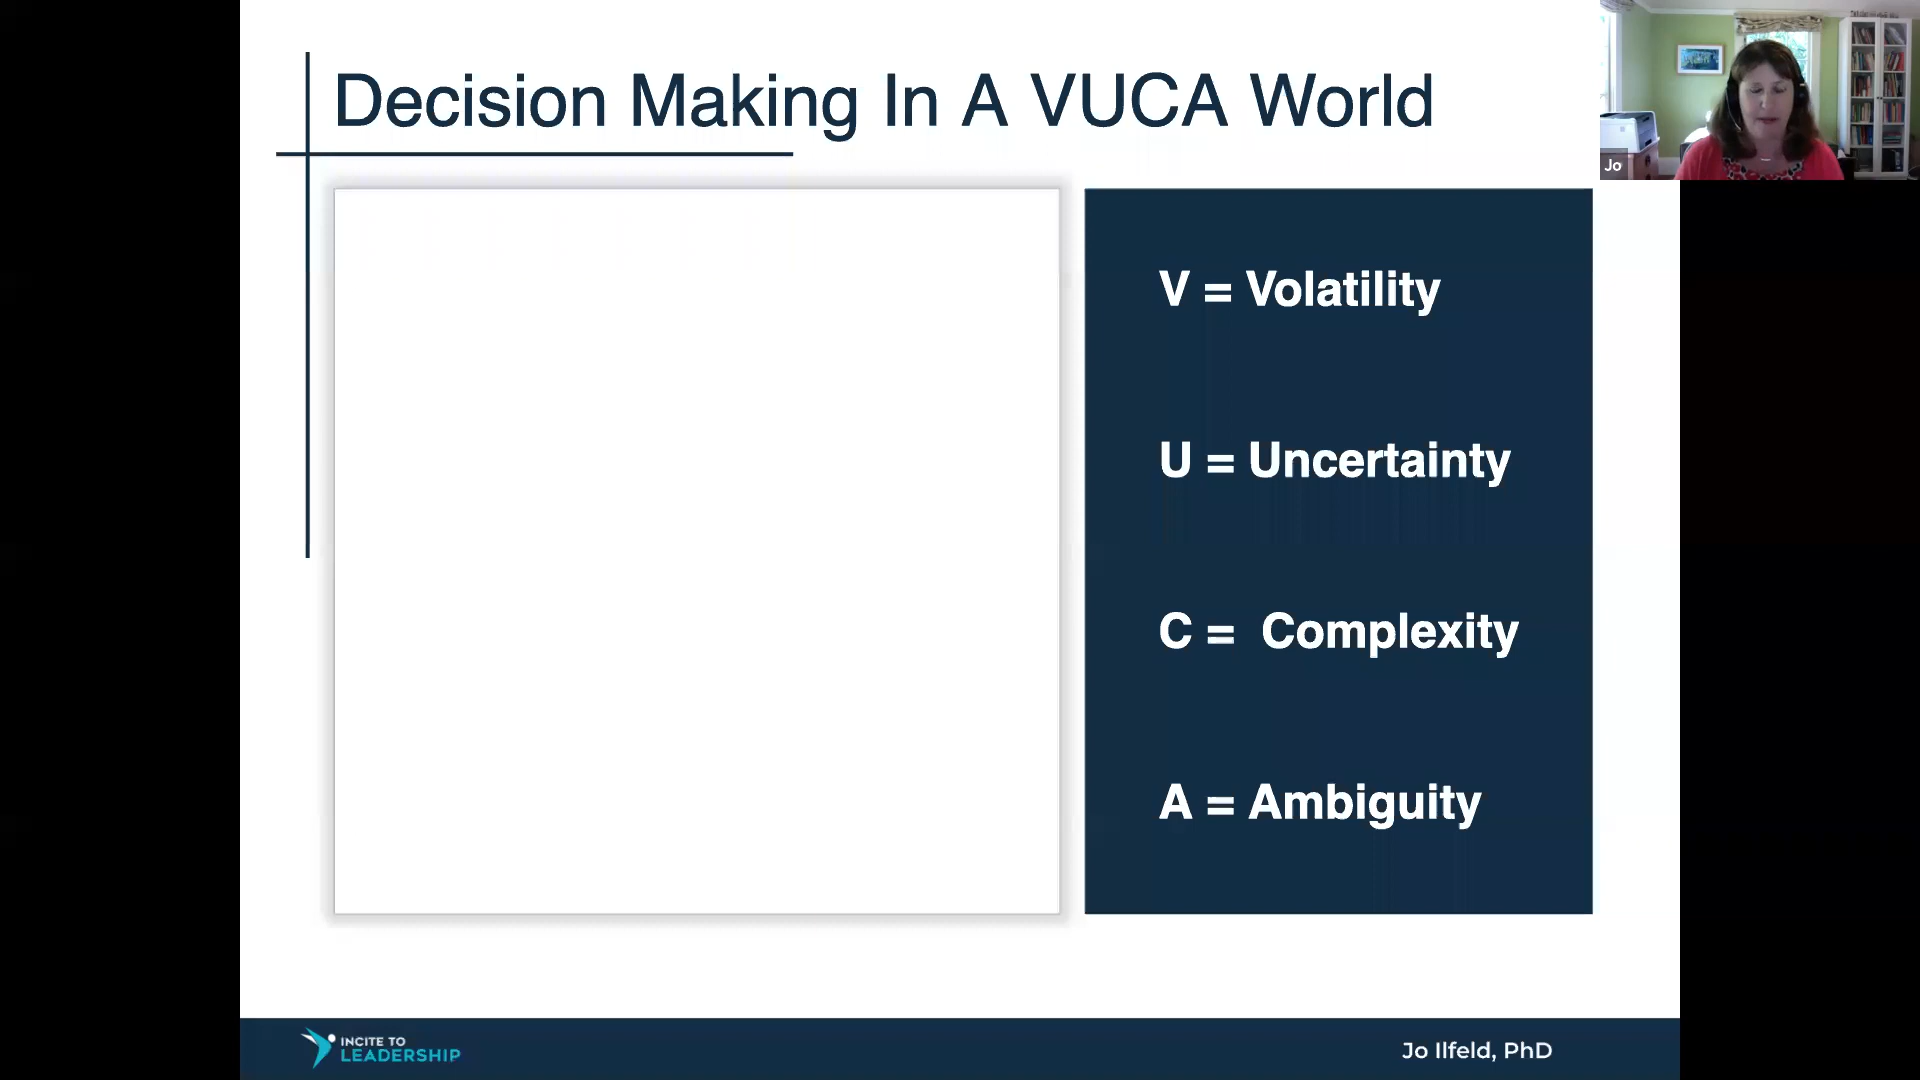 Decision Making In A VUCA World
Jo
V = Volatility
U = Uncertainty
C = Complexity
A = Ambiguity
INCITE TO
LEADERSHIP
Jo Ilfeld, PhD